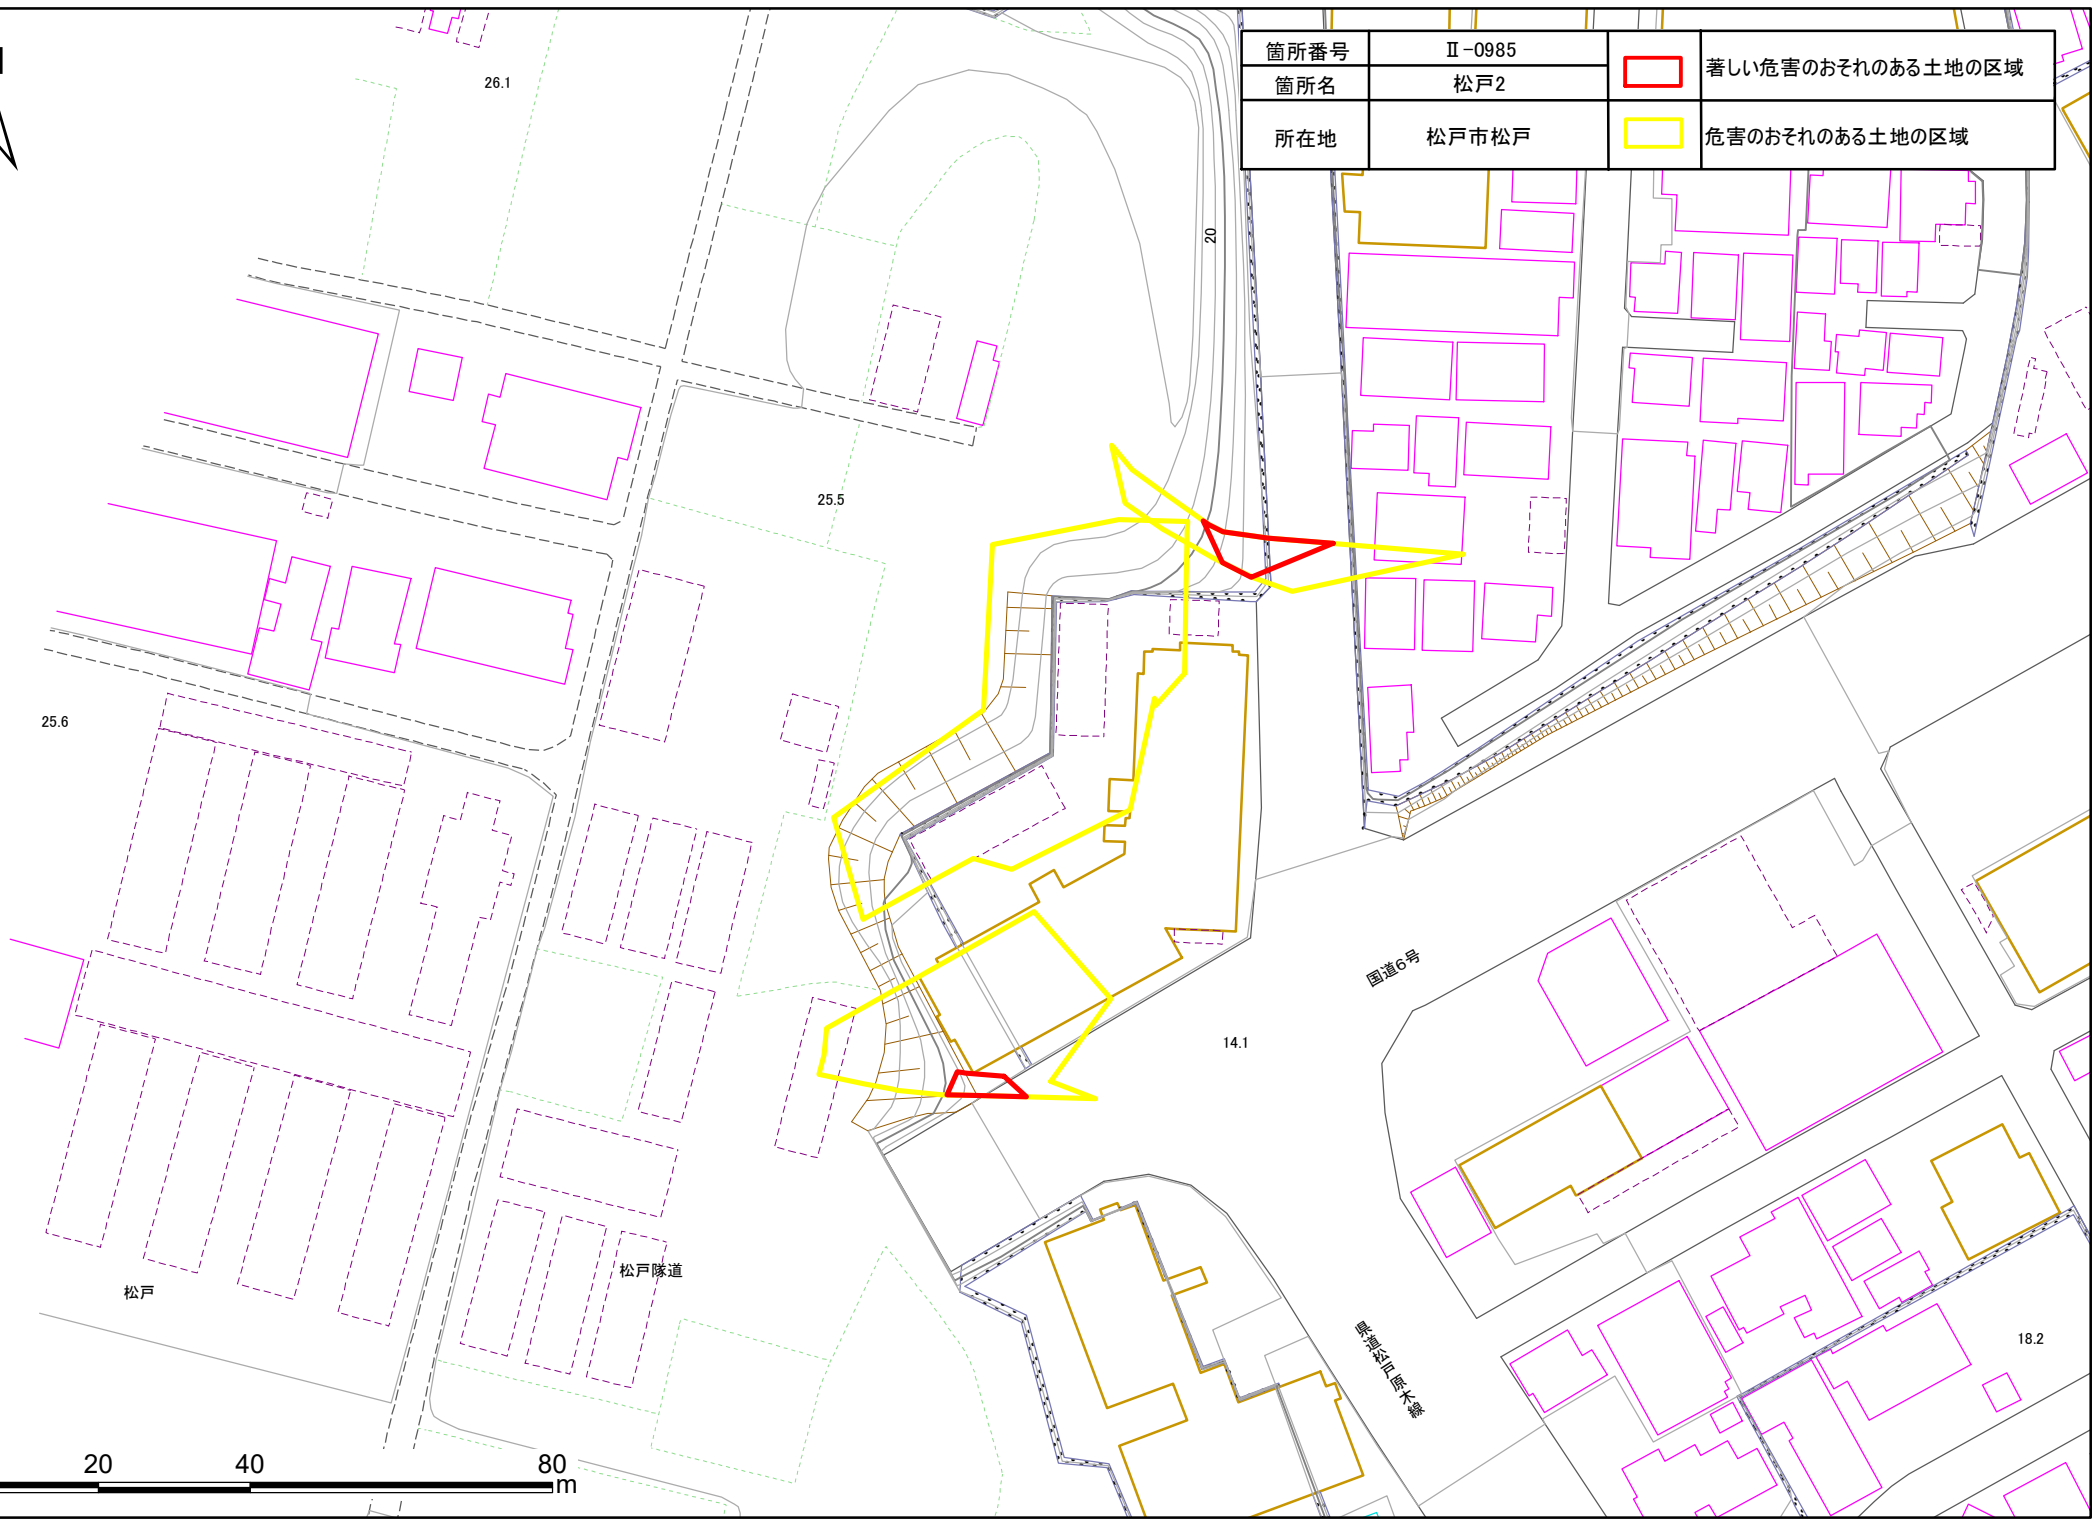 箇所番号 Ⅱ-0985
著しい危害のおそれのある土地の区域
箇所名 松戸2
所在地 松戸市松戸
危害のおそれのある土地の区域
26.1
20
25.5
25.6
国道6号
14.1
松戸隧道
松戸
県道松戸原木線
18.2
20 40 80
m